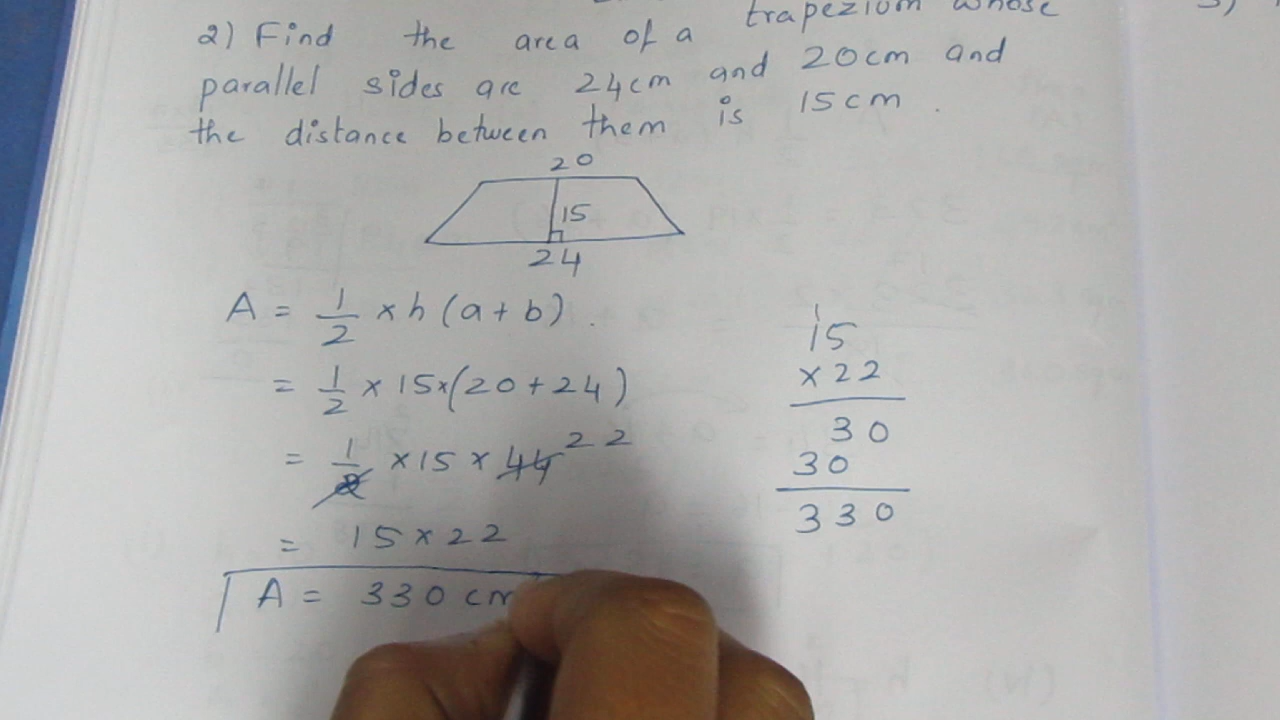 2) Find the area of a trapezium whose
parallel sides are 24cm and 20cm and
the distance between them is 15cm.
20
15
24
A = 1/2 × h (a + b).
= 1/2 × 15×(20 + 24)
= 1/2 × 15 × 44 22
= 15 × 22
A = 330 cm
1
15
× 22
30
30
330